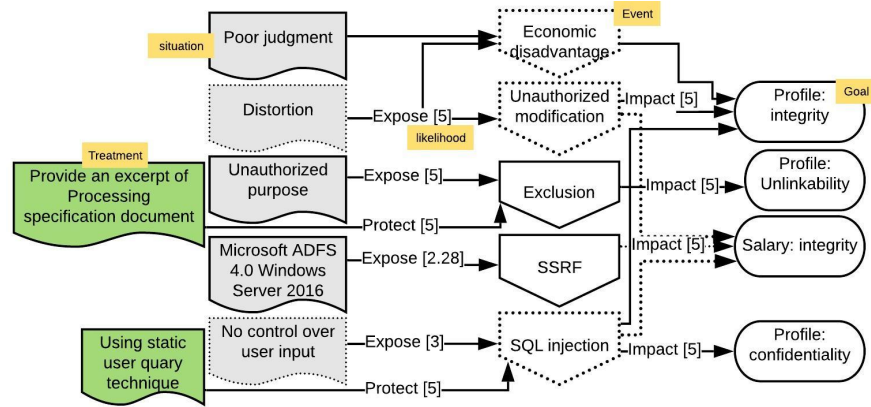 situation
Poor judgment
Economic
disadvantage
Event
Distortion
Expose [5]
likelihood
Unauthorized
modification
Impact [5]
Profile:
integrity
Goal
Treatment
Provide an excerpt of
Processing
specification document
Unauthorized
purpose
Expose [5]
Exclusion
Impact [5]
Profile:
Unlinkability
Protect [5]
Microsoft ADFS
4.0 Windows
Server 2016
Expose [2.28]
SSRF
Impact [5]
Salary: integrity
Using static
user quary
technique
No control over
user input
Expose [3]
SQL injection
Impact [5]
Profile:
confidentiality
Protect [5]